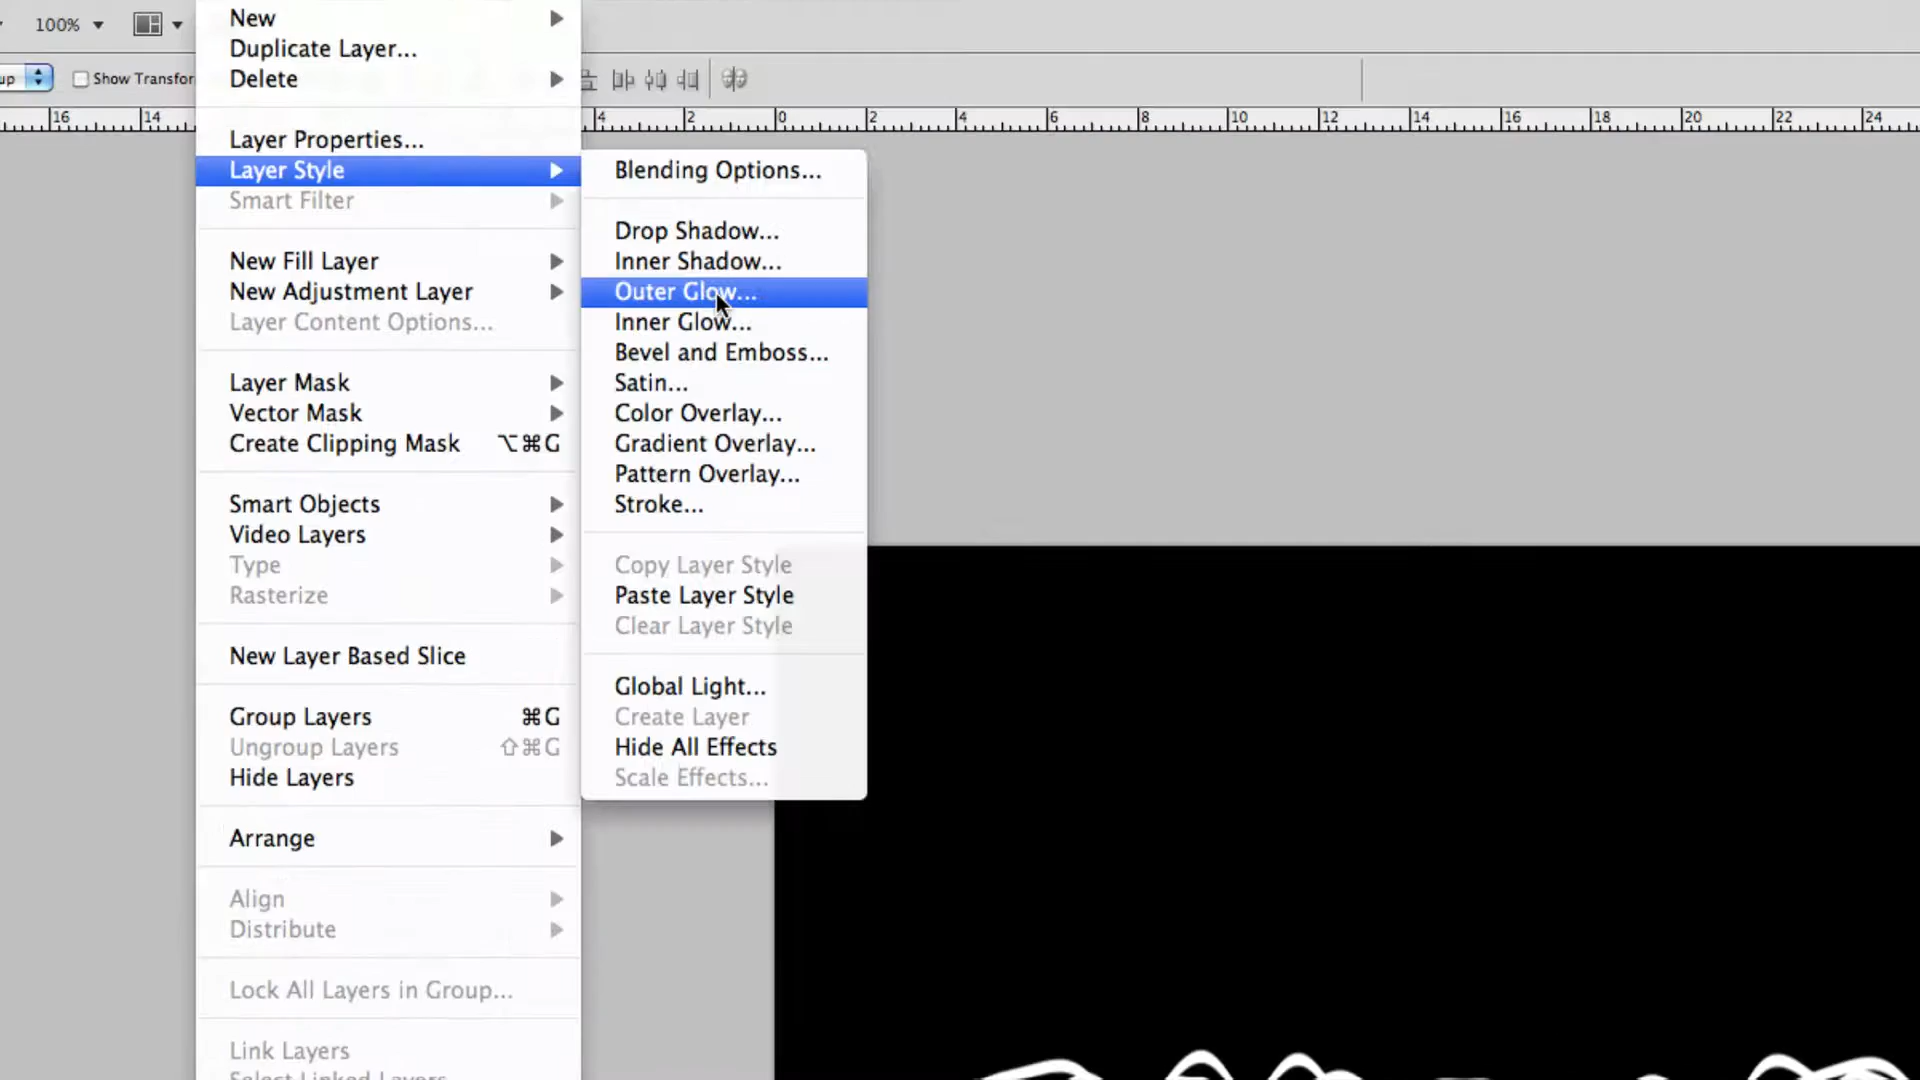 100%
up
Show Transfor
16 14 4 2 0 2 4 6 8 10 12 14 16 18 20 22 24
New
Duplicate Layer...
Delete
Layer Properties...
Layer Style
Smart Filter
New Fill Layer
New Adjustment Layer
Layer Content Options...
Layer Mask
Vector Mask
Create Clipping Mask ⌥⌘G
Smart Objects
Video Layers
Type
Rasterize
New Layer Based Slice
Group Layers ⌘G
Ungroup Layers ⇧⌘G
Hide Layers
Arrange
Align
Distribute
Lock All Layers in Group...
Link Layers
Select Linked Layers
Blending Options...
Drop Shadow...
Inner Shadow...
Outer Glow...
Inner Glow...
Bevel and Emboss...
Satin...
Color Overlay...
Gradient Overlay...
Pattern Overlay...
Stroke...
Copy Layer Style
Paste Layer Style
Clear Layer Style
Global Light...
Create Layer
Hide All Effects
Scale Effects...